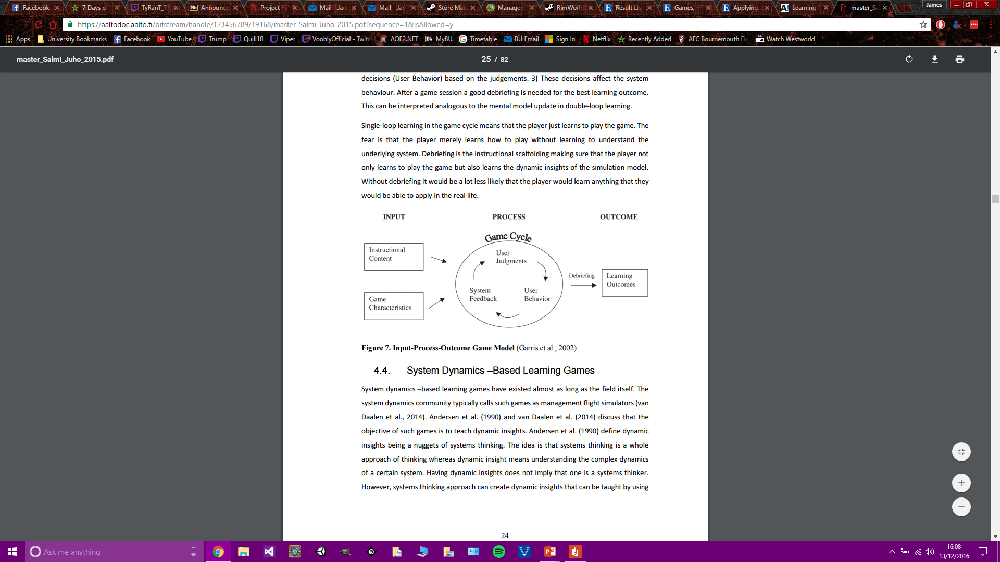 Facebook
7 Days of
TyRanT_T
Announce
Project ha
Mail - Jan
Mail - Jan
Store Ma
Managem
RimWorld
Result Lis
Games, m
Applying
Learning
master_S
James
https://aaltodoc.aalto.fi/bitstream/handle/123456789/19168/master_Salmi_Juho_2015.pdf?sequence=1&isAllowed=y
Apps
University Bookmarks
Facebook
YouTube
Trump
Quill18
Viper
VooblyOfficial - Twitc
AOE2.NET
MyBU
Timetable
BU Email
Sign In
Netflix
Recently Added
AFC Bournemouth Fi
Watch Westworld
master_Salmi_Juho_2015.pdf
25 / 82
decisions (User Behavior) based on the judgements. 3) These decisions affect the system
behaviour. After a game session a good debriefing is needed for the best learning outcome.
This can be interpreted analogous to the mental model update in double-loop learning.
Single-loop learning in the game cycle means that the player just learns to play the game. The
fear is that the player merely learns how to play without learning to understand the
underlying system. Debriefing is the instructional scaffolding making sure that the player not
only learns to play the game but also learns the dynamic insights of the simulation model.
Without debriefing it would be a lot less likely that the player would learn anything that they
would be able to apply in the real life.
INPUT
PROCESS
OUTCOME
Game Cycle
Instructional
Content
Game
Characteristics
User
Judgments
System
Feedback
User
Behavior
Debriefing
Learning
Outcomes
Figure 7. Input-Process-Outcome Game Model (Garris et al., 2002)
4.4. System Dynamics –Based Learning Games
System dynamics –based learning games have existed almost as long as the field itself. The
system dynamics community typically calls such games as management flight simulators (van
Daalen et al., 2014). Andersen et al. (1990) and van Daalen et al. (2014) discuss that the
objective of such games is to teach dynamic insights. Andersen et al. (1990) define dynamic
insights being a nuggets of systems thinking. The idea is that systems thinking is a whole
approach of thinking whereas dynamic insight means understanding the complex dynamics
of a certain system. Having dynamic insights does not imply that one is a systems thinker.
However, systems thinking approach can create dynamic insights that can be taught by using
24
Ask me anything
16:08
13/12/2016